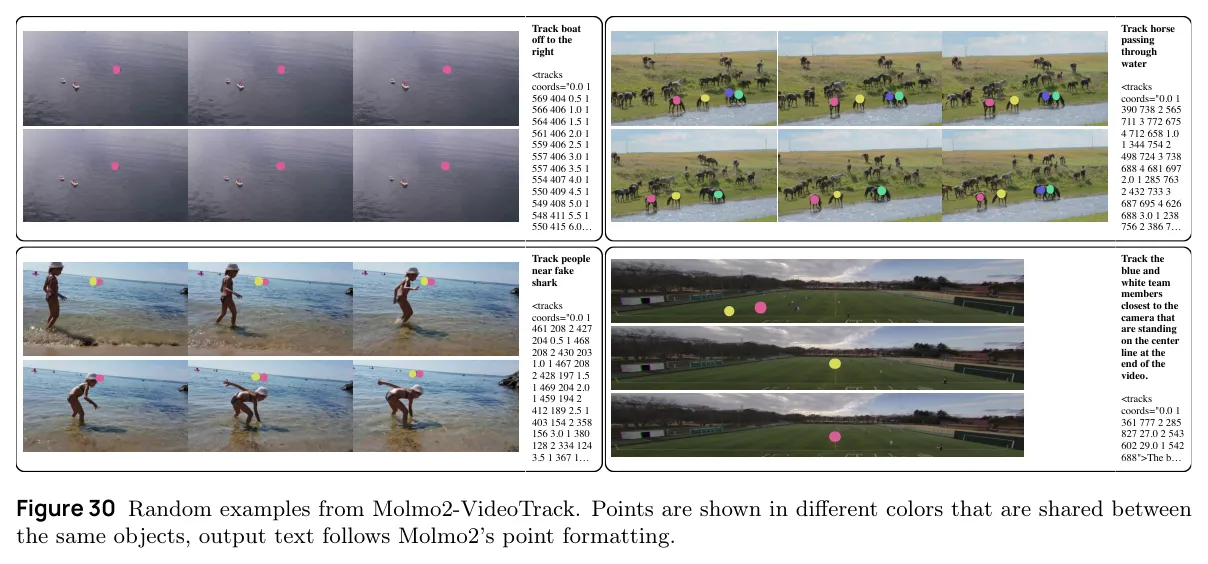 Track boat
off to the
right
<tracks
coords="0.0 1
569 404 0.5 1
566 406 1.0 1
564 406 1.5 1
561 406 2.0 1
559 406 2.5 1
557 406 3.0 1
557 406 3.5 1
554 407 4.0 1
550 409 4.5 1
549 408 5.0 1
548 411 5.5 1
550 415 6.0...
Track horse
passing
through
water
<tracks
coords="0.0 1
390 738 2 565
711 3 772 675
4 712 658 1.0
1 344 754 2
498 724 3 738
688 4 681 697
2.0 1 285 763
2 432 733 3
687 695 4 626
688 3.0 1 238
756 2 386 7...
Track people
near fake
shark
<tracks
coords="0.0 1
461 208 2 427
204 0.5 1 468
208 2 430 203
1.0 1 467 208
2 428 197 1.5
1 469 204 2.0
1 459 194 2
412 189 2.5 1
403 154 2 358
156 3.0 1 380
128 2 334 124
3.5 1 367 1...
Track the
blue and
white team
members
closest to the
camera that
are standing
on the center
line at the
end of the
video.
<tracks
coords="0.0 1
361 777 2 285
827 27.0 2 543
602 29.0 1 542
688">The b...
Figure 30 Random examples from Molmo2-VideoTrack. Points are shown in different colors that are shared between
the same objects, output text follows Molmo2's point formatting.